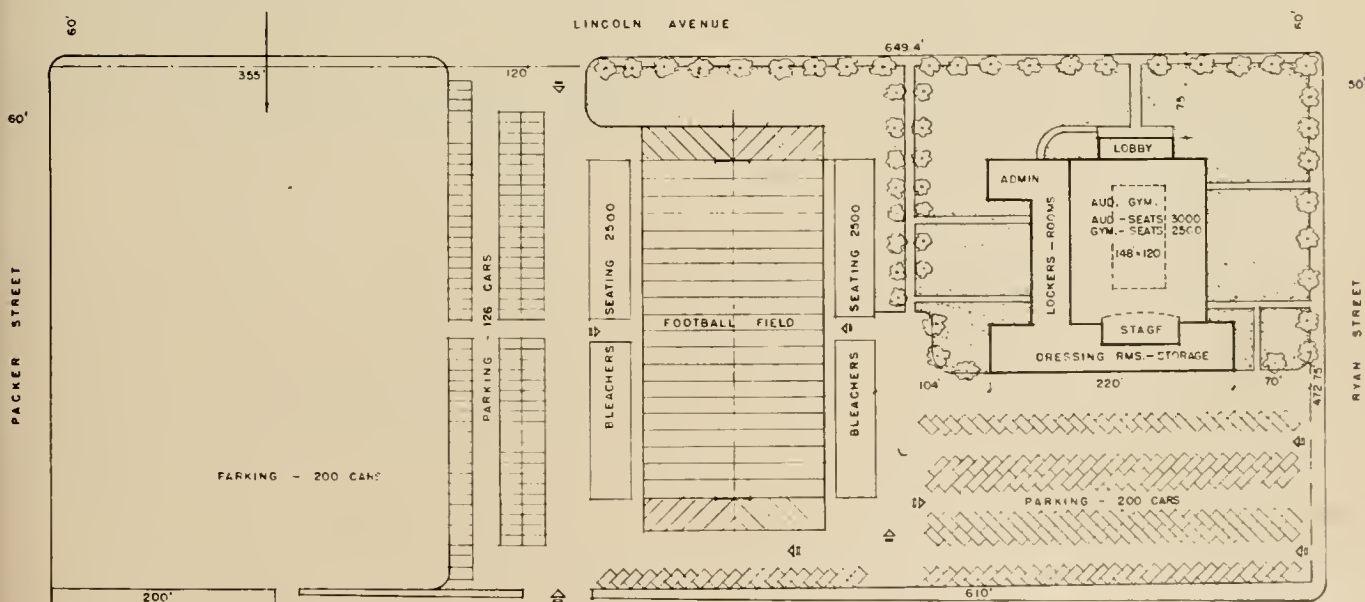 LINCOLN AVENUE
60'
60'
649.4'
355'
120'
60'
50'
75
LOBBY
ADMIN
AUD. GYM.
AUD.-SEATS 3000
GYM.-SEATS 2500
148×120
LOCKERS-ROOMS
STAGE
DRESSING RMS.-STORAGE
104'
220'
70'
472.75'
PACKER STREET
RYAN STREET
PARKING - 126 CARS
SEATING 2500
BLEACHERS
FOOTBALL FIELD
SEATING 2500
BLEACHERS
PARKING - 200 CARS
PARKING - 200 CARS
200'
610'